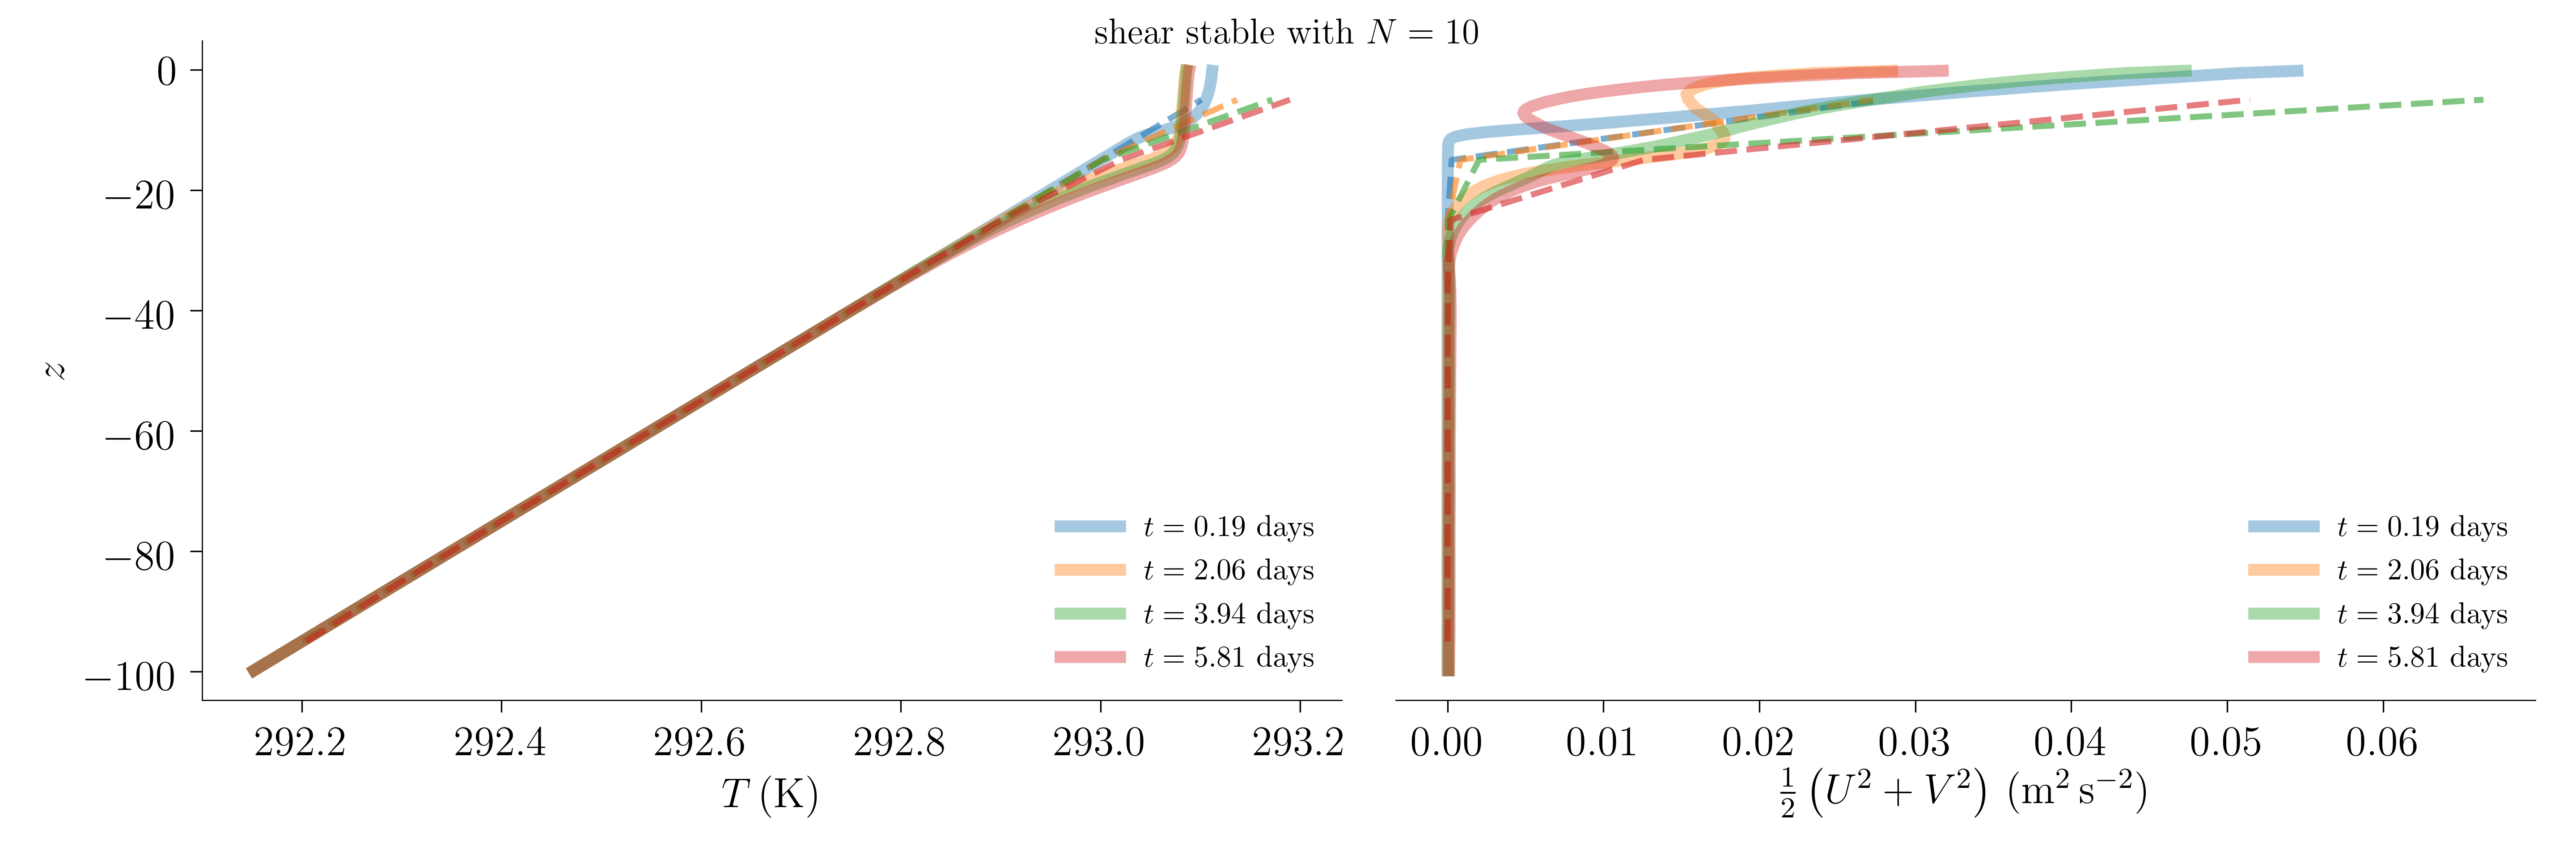 shear stable with N = 10
0
−20
−40
−60
−80
−100
z
t = 0.19 days
t = 2.06 days
t = 3.94 days
t = 5.81 days
292.2 292.4 292.6 292.8 293.0 293.2
T (K)
t = 0.19 days
t = 2.06 days
t = 3.94 days
t = 5.81 days
0.00 0.01 0.02 0.03 0.04 0.05 0.06
½ (U² + V²) (m² s⁻²)